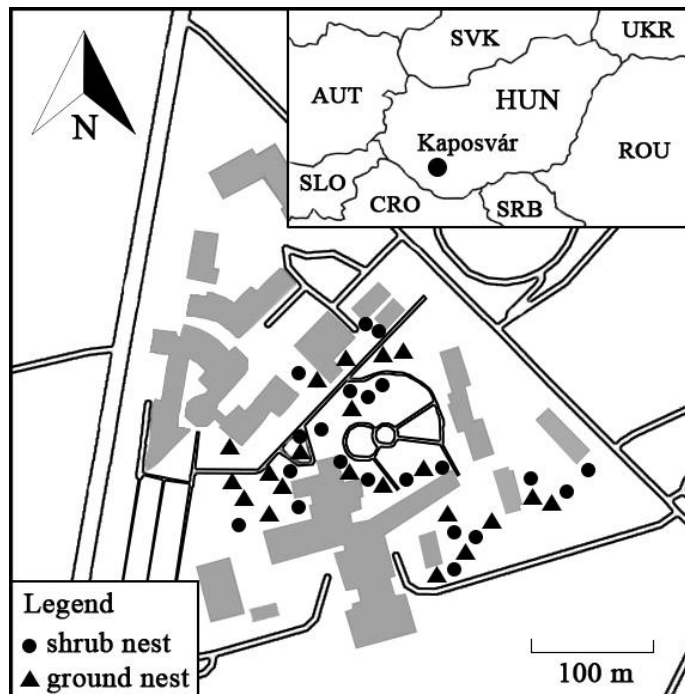 SVK
UKR
AUT
HUN
Kaposvár
ROU
SLO
CRO
SRB
N
Legend
shrub nest
ground nest
100 m